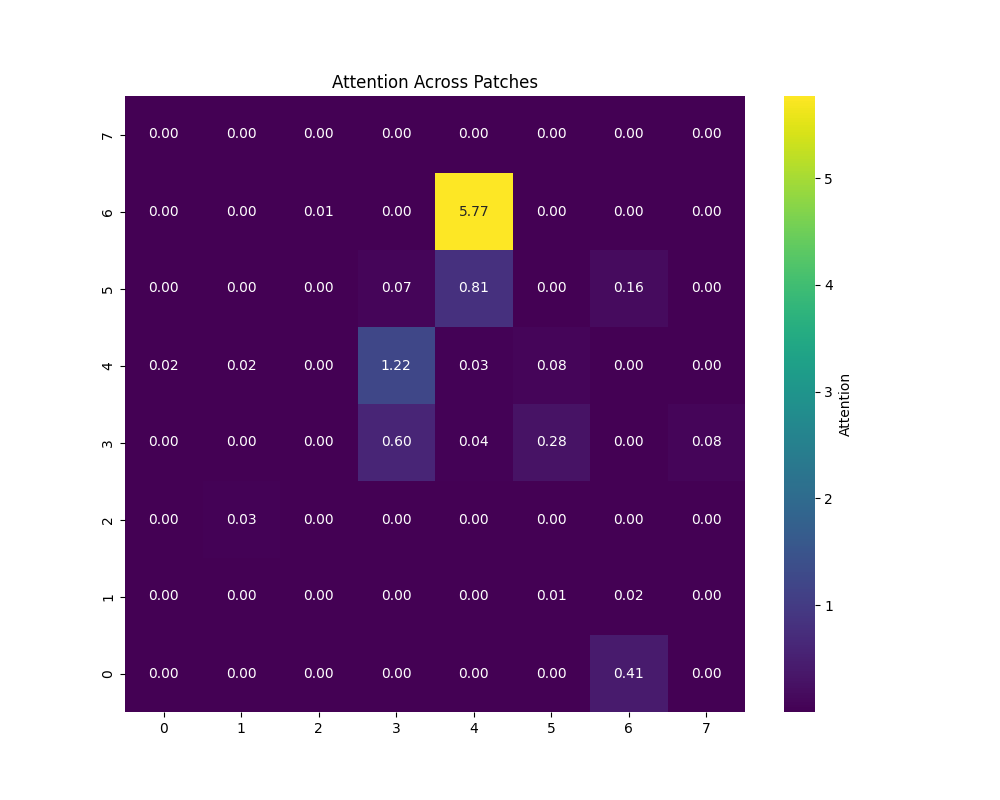 Attention Across Patches
7 0.00 0.00 0.00 0.00 0.00 0.00 0.00 0.00
6 0.00 0.00 0.01 0.00 5.77 0.00 0.00 0.00
5 0.00 0.00 0.00 0.07 0.81 0.00 0.16 0.00
4 0.02 0.02 0.00 1.22 0.03 0.08 0.00 0.00
3 0.00 0.00 0.00 0.60 0.04 0.28 0.00 0.08
2 0.00 0.03 0.00 0.00 0.00 0.00 0.00 0.00
1 0.00 0.00 0.00 0.00 0.00 0.01 0.02 0.00
0 0.00 0.00 0.00 0.00 0.00 0.00 0.41 0.00
0 1 2 3 4 5 6 7
5
4
3
2
1
Attention